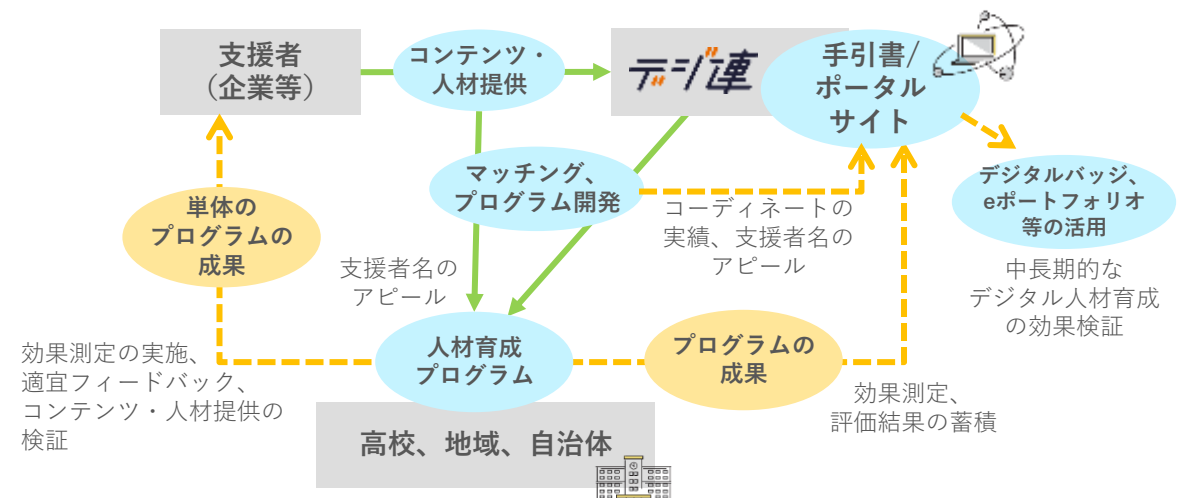 支援者
（企業等）
コンテンツ・
人材提供
デジ連
手引書/
ポータル
サイト
マッチング、
プログラム開発
デジタルバッジ、
eポートフォリオ
等の活用
単体の
プログラムの
成果
コーディネートの
実績、支援者名の
アピール
支援者名の
アピール
中長期的な
デジタル人材育成
の効果検証
効果測定の実施、
適宜フィードバック、
コンテンツ・人材提供の
検証
人材育成
プログラム
プログラムの
成果
効果測定、
評価結果の蓄積
高校、地域、自治体